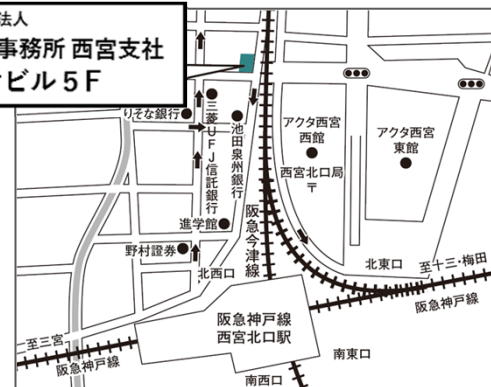 法人
事務所 西宮支社
ビル5F
りそな銀行
三菱UFJ信託銀行
池田泉州銀行
アクタ西宮
西館
アクタ西宮
東館
西宮北口局
〒
進学館
野村證券
阪急今津線
北西口
北東口
至十三・梅田
阪急神戸線
阪急神戸線
西宮北口駅
至三宮
阪急神戸線
南東口
南西口